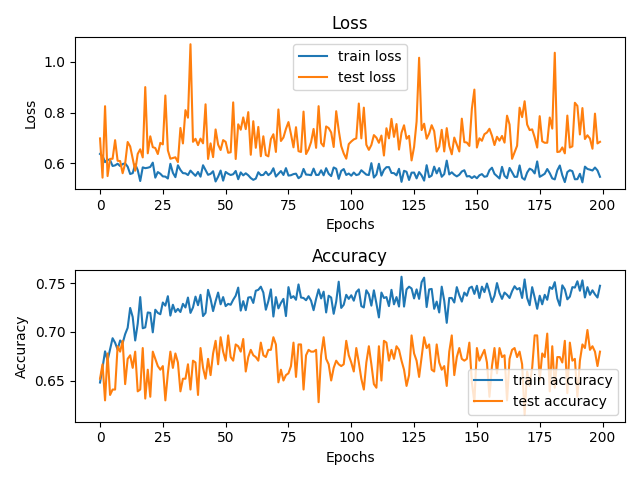 Loss
1.0
0.8
0.6
Loss
train loss
test loss
0 25 50 75 100 125 150 175 200
Epochs
Accuracy
0.75
0.70
0.65
Accuracy
train accuracy
test accuracy
0 25 50 75 100 125 150 175 200
Epochs